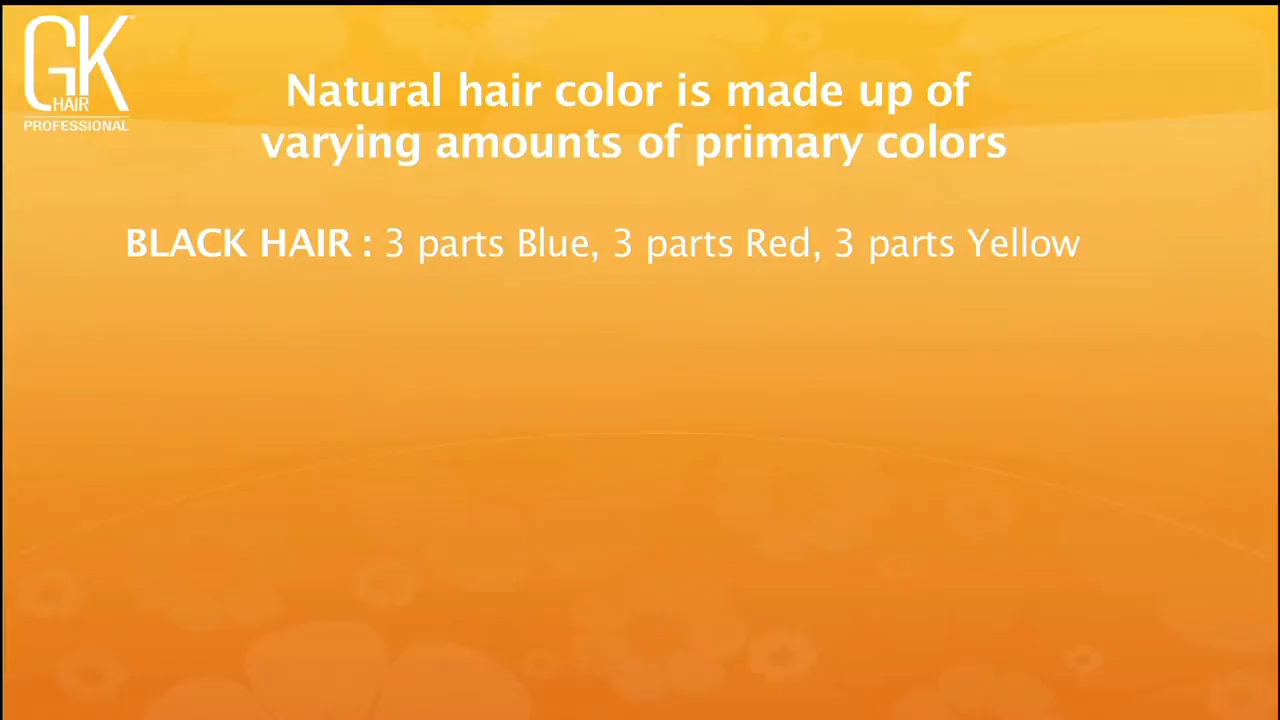 GK
HAIR
PROFESSIONAL
Natural hair color is made up of
varying amounts of primary colors
BLACK HAIR : 3 parts Blue, 3 parts Red, 3 parts Yellow